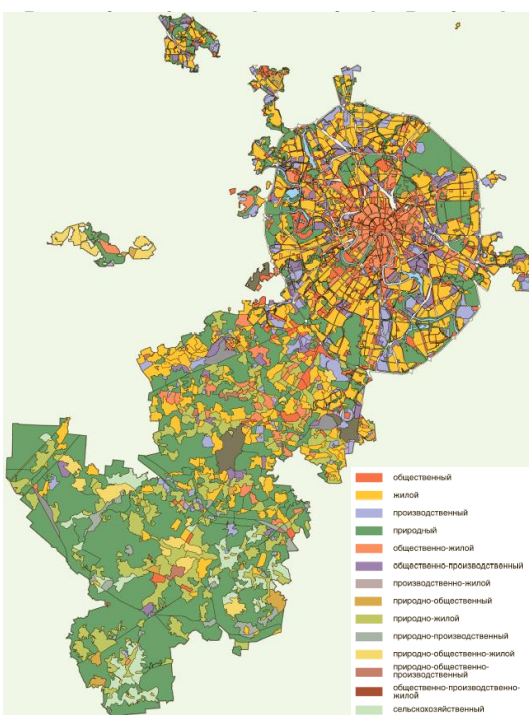 общественный
жилой
производственный
природный
общественно-жилой
общественно-производственный
производственно-жилой
природно-общественный
природно-жилой
природно-производственный
природно-общественно-жилой
природно-общественно-
производственный
общественно-производственно-
жилой
сельскохозяйственный